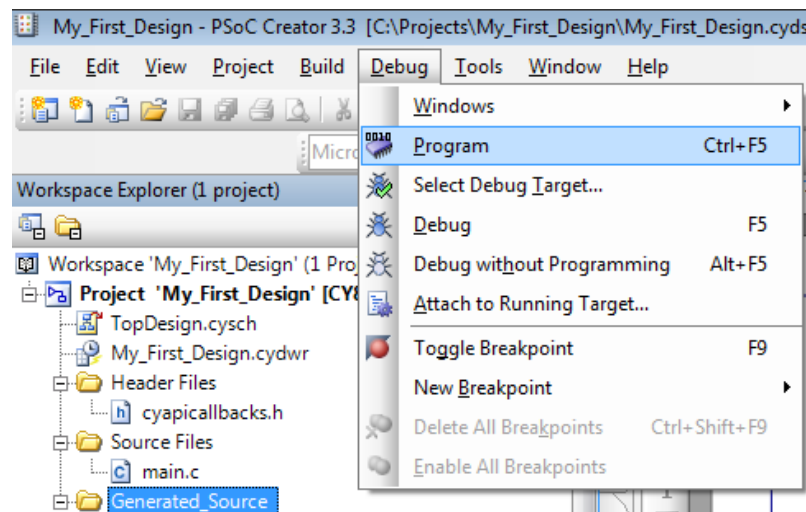 My_First_Design - PSoC Creator 3.3 [C:\Projects\My_First_Design\My_First_Design.cyds
File Edit View Project Build Debug Tools Window Help
Windows
Micro
Program Ctrl+F5
Workspace Explorer (1 project)
Select Debug Target...
Debug F5
Workspace 'My_First_Design' (1 Proj
Debug without Programming Alt+F5
Project 'My_First_Design' [CY8
Attach to Running Target...
TopDesign.cysch
My_First_Design.cydwr
Toggle Breakpoint F9
Header Files
New Breakpoint
h cyapicallbacks.h
Delete All Breakpoints Ctrl+Shift+F9
Source Files
c main.c
Enable All Breakpoints
Generated_Source
1